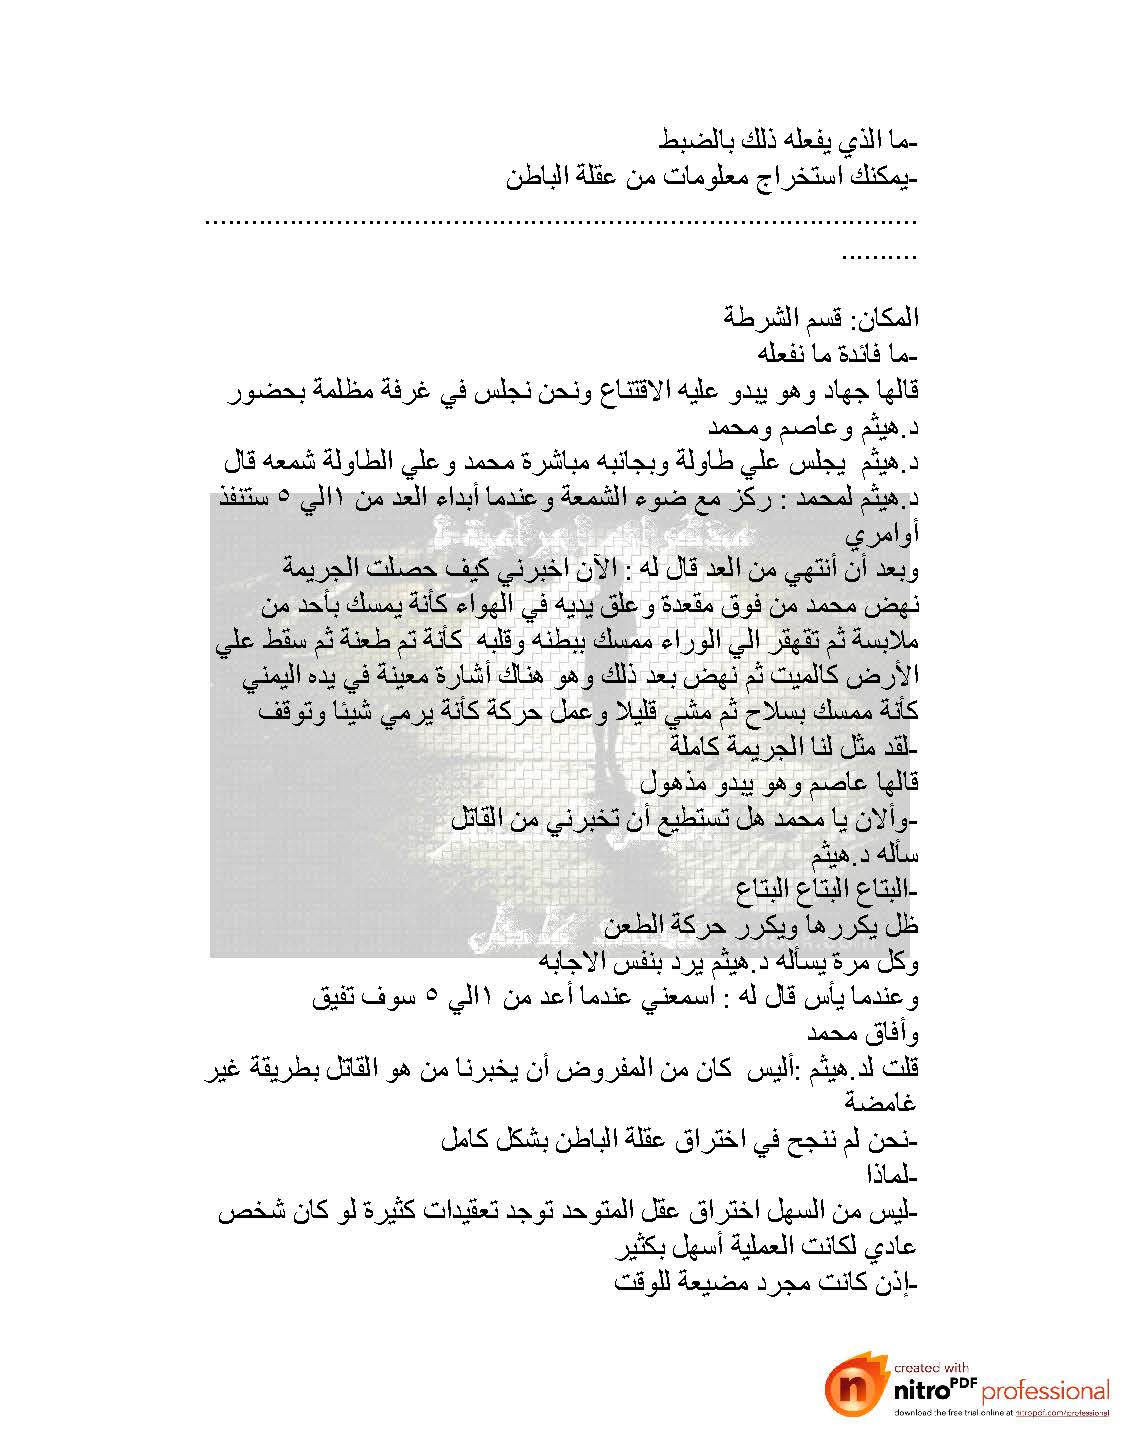 -ما الذي يفعله ذلك بالضبط
-يمكنك استخراج معلومات من عقلة الباطن
............................................................................................
..........
المكان: قسم الشرطة
-ما فائدة ما نفعله
قالها جهاد وهو يبدو عليه الاقتناع ونحن نجلس في غرفة مظلمة بحضور
د.هيثم وعاصم ومحمد
د.هيثم  يجلس علي طاولة وبجانبه مباشرة محمد وعلي الطاولة شمعه قال
د.هيثم لمحمد : ركز مع ضوء الشمعة وعندما أبداء العد من ١الي ٥ ستنفذ
أوامري
وبعد أن أنتهي من العد قال له : الآن اخبرني كيف حصلت الجريمة
نهض محمد من فوق مقعدة وعلق يديه في الهواء كأنة يمسك بأحد من
ملابسة ثم تقهقر الي الوراء ممسك ببطنه وقلبه  كأنة تم طعنة ثم سقط علي
الأرض كالميت ثم نهض بعد ذلك وهو هناك أشارة معينة في يده اليمني
كأنة ممسك بسلاح ثم مشي قليلا وعمل حركة كأنة يرمي شيئا وتوقف
-لقد مثل لنا الجريمة كاملة
قالها عاصم وهو يبدو مذهول
-وألان يا محمد هل تستطيع أن تخبرني من القاتل
سأله د.هيثم
-البتاع البتاع البتاع
ظل يكررها ويكرر حركة الطعن
وكل مرة يسأله د.هيثم يرد بنفس الاجابه
وعندما يأس قال له : اسمعني عندما أعد من ١الي ٥ سوف تفيق
وأفاق محمد
قلت لد.هيثم :أليس  كان من المفروض أن يخبرنا من هو القاتل بطريقة غير
غامضة
-نحن لم ننجح في اختراق عقلة الباطن بشكل كامل
-لماذا
-ليس من السهل اختراق عقل المتوحد توجد تعقيدات كثيرة لو كان شخص
عادي لكانت العملية أسهل بكثير
-إذن كانت مجرد مضيعة للوقت
created with
nitroPDF professional
download the free trial online at nitropdf.com/professional